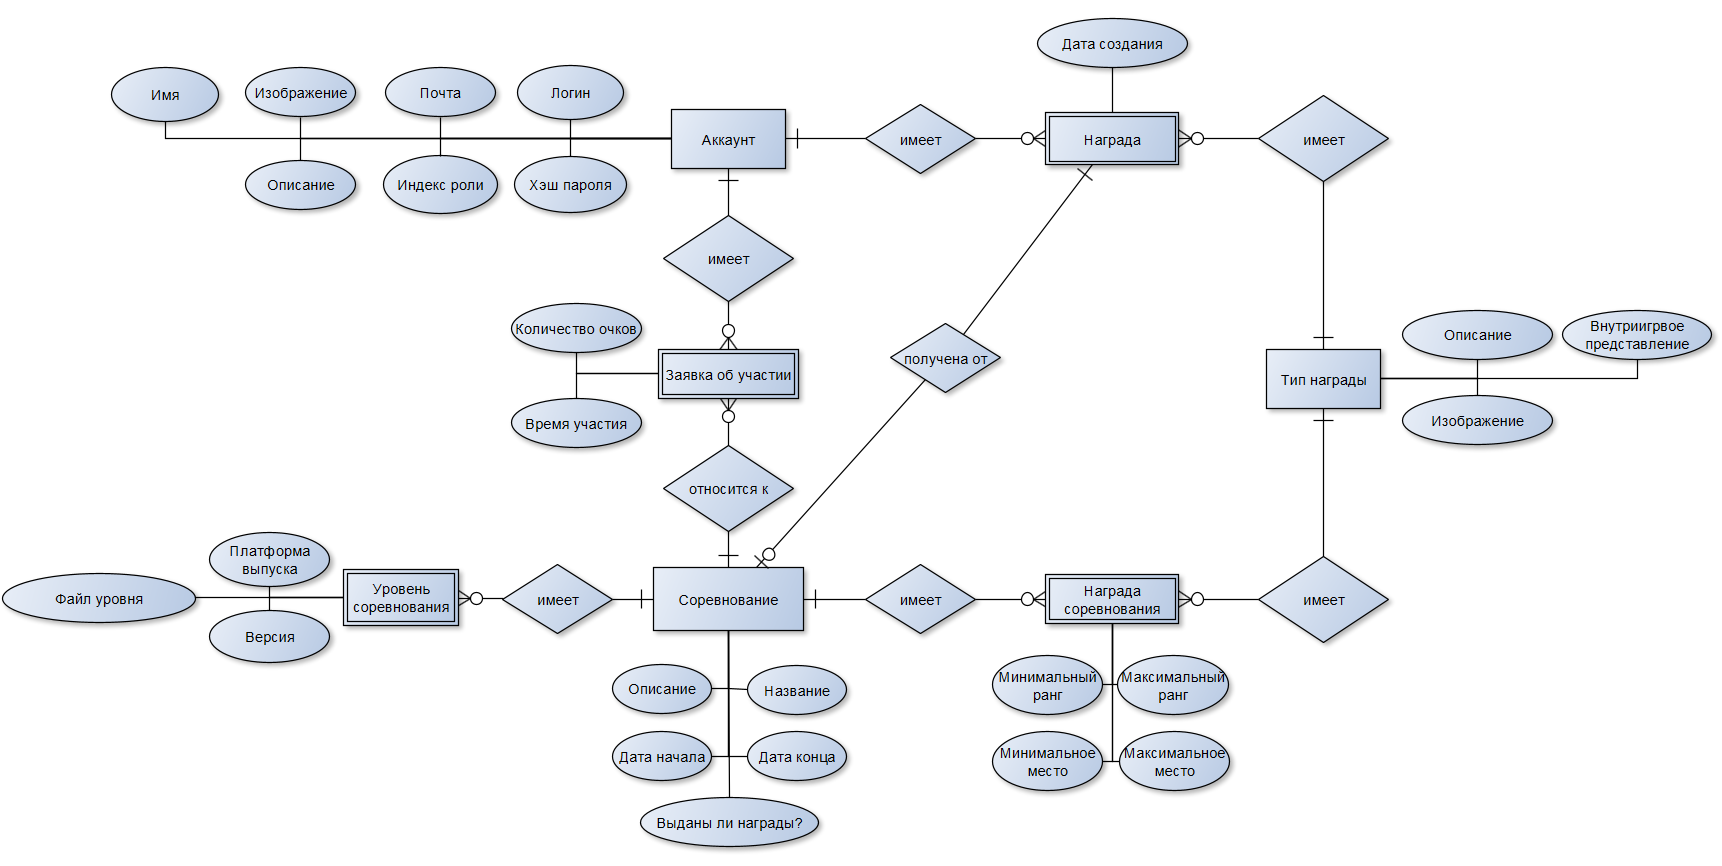 Дата создания
Имя
Изображение
Почта
Логин
Аккаунт
имеет
Награда
имеет
Описание
Индекс роли
Хэш пароля
имеет
Количество очков
Заявка об участии
Время участия
получена от
Описание
Внутриигрвое
представление
Тип награды
Изображение
относится к
Платформа
выпуска
Файл уровня
Версия
Уровень
соревнования
имеет
Соревнование
имеет
Награда
соревнования
имеет
Описание
Название
Дата начала
Дата конца
Выданы ли награды?
Минимальный
ранг
Максимальный
ранг
Минимальное
место
Максимальное
место